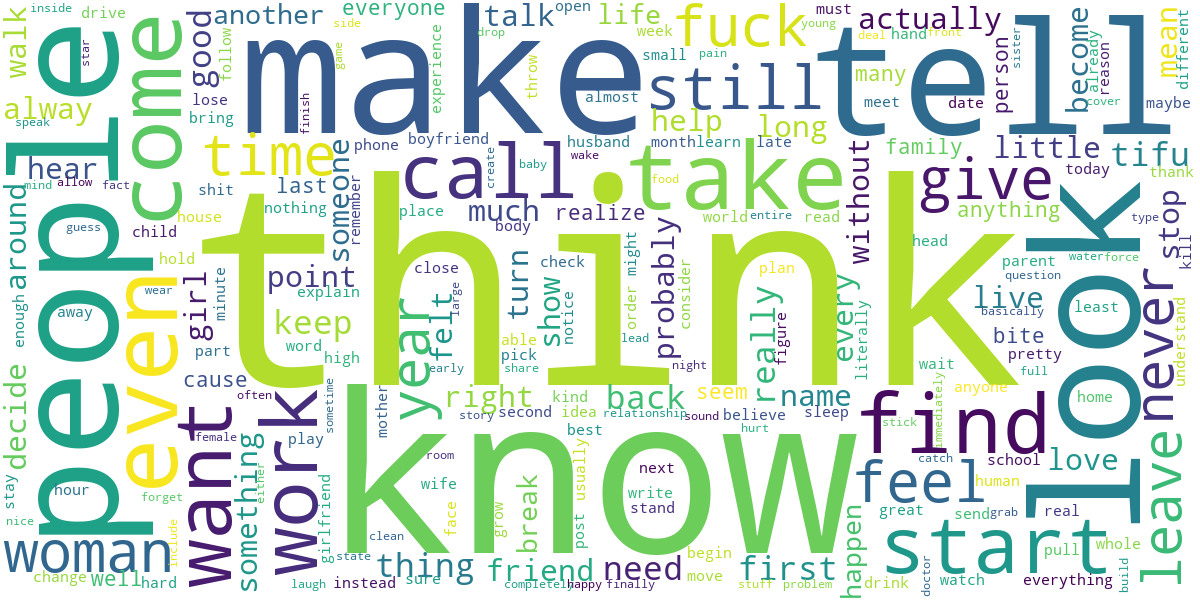 inside
drive
walk
another
everyone
side
game
talk
open
drop
life
week
fuck
must
young
actually
deal
hand
front
sister
become
mean
different
already
reason
cover
maybe
people
star
come
good
follow
make
experience
throw
small
pain
still
almost
tell
many
meet
date
person
alway
speak
lose
bring
finish
time
phone
boyfriend
husband
help
month
learn
long
late
family
little
tifu
today
thank
hear
mind
allow
fact
shit
last
someone
remember
call
create
baby
wake
food
take
without
give
anything
around
guess
child
house
nothing
place
much
body
realize
world
entire
read
head
look
type
stop
kill
even
hold
girl
point
think
close
turn
check
order
might
probably
consider
plan
parent
question
water
force
enough
away
wear
minute
explain
keep
year
felt
large
show
notice
really
figure
every
literally
live
basically
least
bite
understand
never
part
word
high
able
pick
share
early
lead
night
wait
pretty
full
decide
cause
often
want
work
sometime
mother
right
kind
back
seem
name
anyone
immediately
home
female
play
story
second
idea
relationship
sound
believe
sleep
find
stick
know
best
hurt
catch
school
love
leave
stay
hour
forget
something
either
girlfriend
room
wife
face
grow
break
usually
post
next
write
stand
feel
human
nice
include
woman
state
clean
great
send
grab
real
start
pull
whole
change
well
hard
laugh
instead
thing
sure
friend
completely
happy
finally
need
begin
move
stuff
problem
first
happen
drink
doctor
watch
everything
build